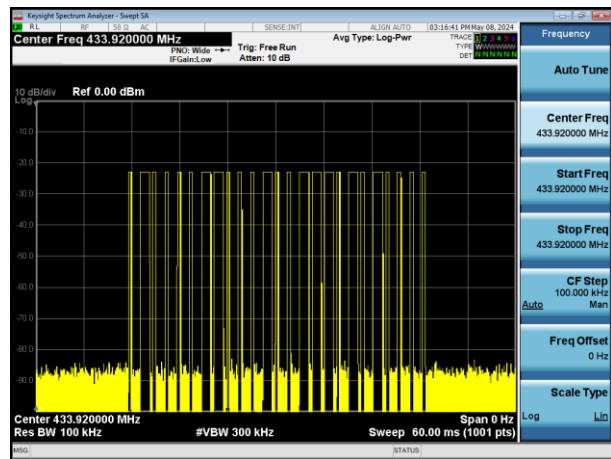 Keysight Spectrum Analyzer - Swept SA
RL RF 50 Ω AC SENSE:INT ALIGN AUTO 03:16:41 PM May 08, 2024
Center Freq 433.920000 MHz
PNO: Wide
IFGain:Low
Trig: Free Run
Atten: 10 dB
Avg Type: Log-Pwr
TRACE 1 2 3 4 5 6
TYPE WWWWWW
DET NNNNNN
10 dB/div Ref 0.00 dBm
Log
-10.0
-20.0
-30.0
-40.0
-50.0
-60.0
-70.0
-80.0
-90.0
Center 433.920000 MHz Span 0 Hz
Res BW 100 kHz #VBW 300 kHz Sweep 60.00 ms (1001 pts)
MSG STATUS
Frequency
Auto Tune
Center Freq
433.920000 MHz
Start Freq
433.920000 MHz
Stop Freq
433.920000 MHz
CF Step
100.000 kHz
Auto Man
Freq Offset
0 Hz
Scale Type
Log Lin